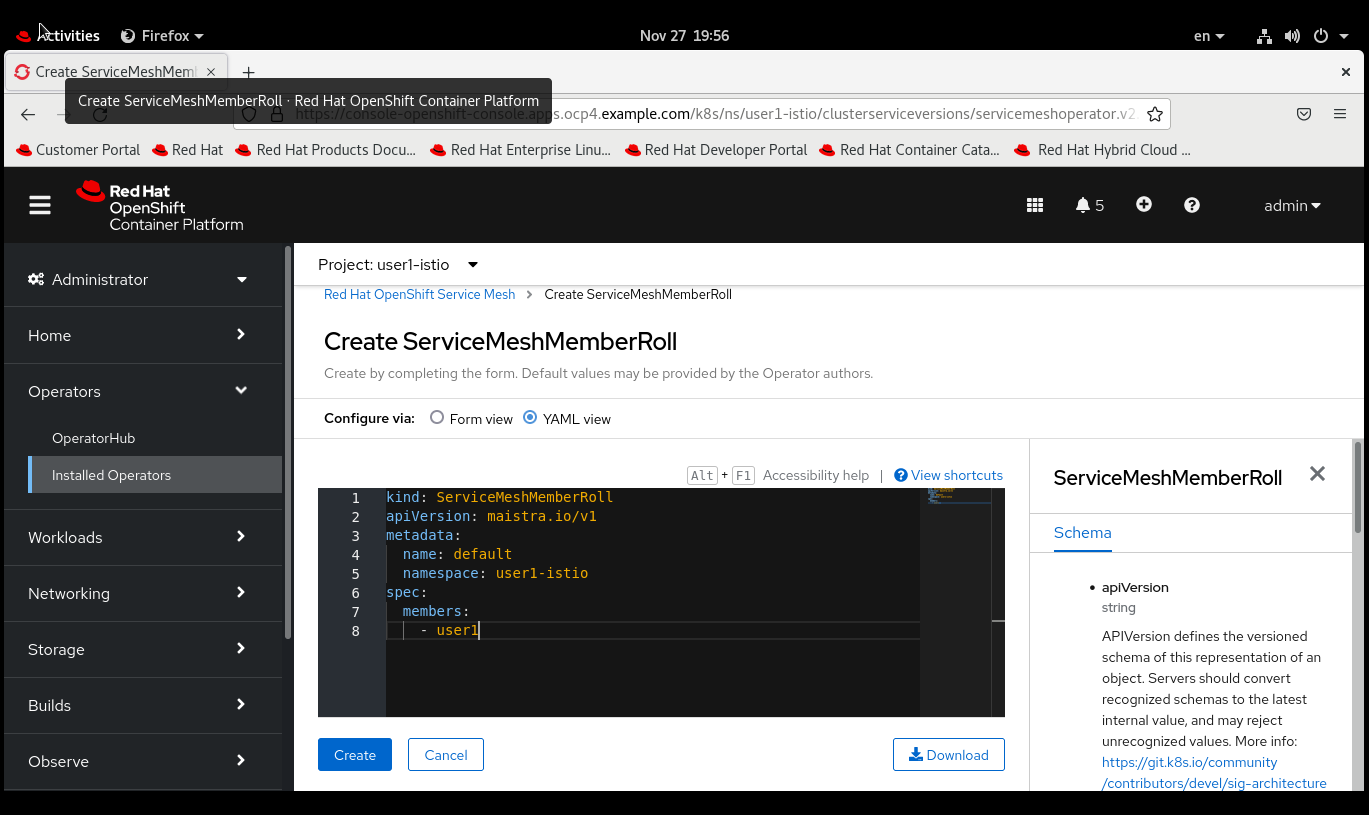 Activities Firefox Nov 27 19:56 en
Create ServiceMeshMem
Create ServiceMeshMemberRoll · Red Hat OpenShift Container Platform
https://console-openshift-console.apps.ocp4.example.com/k8s/ns/user1-istio/clusterserviceversions/servicemeshoperator.v2
Customer Portal Red Hat Red Hat Products Docu... Red Hat Enterprise Linu... Red Hat Developer Portal Red Hat Container Cata... Red Hat Hybrid Cloud ...
Red Hat
OpenShift
Container Platform
5
admin
Administrator
Home
Operators
OperatorHub
Installed Operators
Workloads
Networking
Storage
Builds
Observe
Project: user1-istio
Red Hat OpenShift Service Mesh > Create ServiceMeshMemberRoll
Create ServiceMeshMemberRoll
Create by completing the form. Default values may be provided by the Operator authors.
Configure via: Form view YAML view
Alt + F1 Accessibility help | View shortcuts
1 kind: ServiceMeshMemberRoll
2 apiVersion: maistra.io/v1
3 metadata:
4 name: default
5 namespace: user1-istio
6 spec:
7 members:
8 - user1
Create Cancel Download
ServiceMeshMemberRoll
Schema
• apiVersion
string
APIVersion defines the versioned
schema of this representation of an
object. Servers should convert
recognized schemas to the latest
internal value, and may reject
unrecognized values. More info:
https://git.k8s.io/community
/contributors/devel/sig-architecture